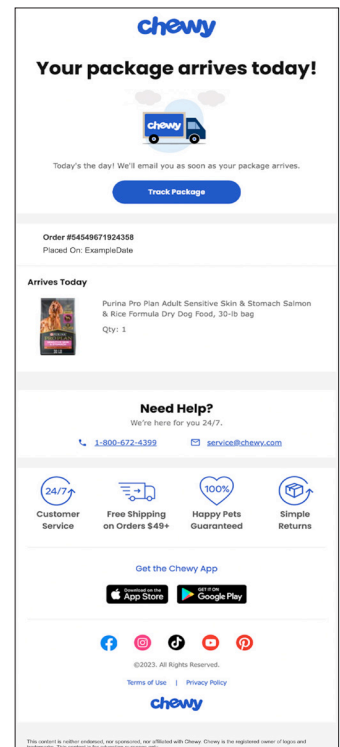 chewy
Your package arrives today!
chewy
Today's the day! We'll email you as soon as your package arrives.
Track Package
Order #54549671924358
Placed On: ExampleDate
Arrives Today
Purina Pro Plan Adult Sensitive Skin & Stomach Salmon
& Rice Formula Dry Dog Food, 30-lb bag
Qty: 1
Need Help?
We're here for you 24/7.
1-800-672-4399 service@chewy.com
24/7 100%
Customer Free Shipping Happy Pets Simple
Service on Orders $49+ Guaranteed Returns
Get the Chewy App
Download on the GET IT ON
App Store Google Play
©2023. All Rights Reserved.
Terms of Use | Privacy Policy
chewy
This content is neither endorsed, nor sponsored, nor affiliated with Chewy. Chewy is the registered owner of logos and